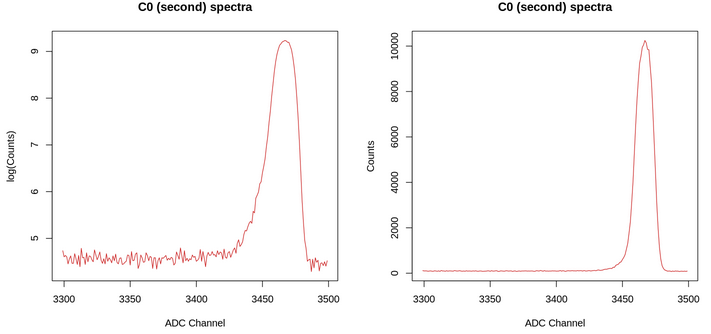 C0 (second) spectra
log(Counts)
9
8
7
6
5
3300 3350 3400 3450 3500
ADC Channel
C0 (second) spectra
Counts
10000
8000
6000
4000
2000
0
3300 3350 3400 3450 3500
ADC Channel